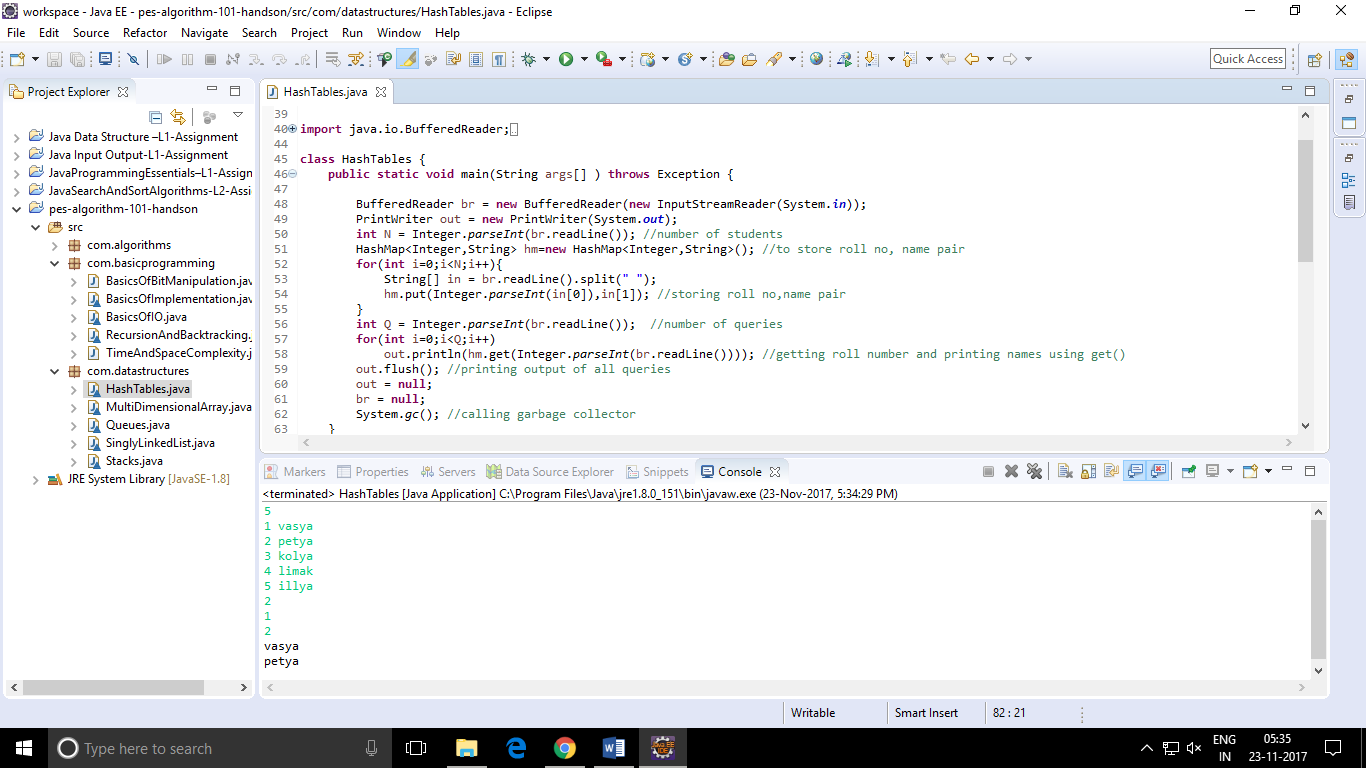 workspace - Java EE - pes-algorithm-101-handson/src/com/datastructures/HashTables.java - Eclipse
File Edit Source Refactor Navigate Search Project Run Window Help
Quick Access
Project Explorer
Java Data Structure –L1-Assignment
Java Input Output-L1-Assignment
JavaProgrammingEssentials–L1-Assign
JavaSearchAndSortAlgorithms-L2-Assi
pes-algorithm-101-handson
src
com.algorithms
com.basicprogramming
BasicsOfBitManipulation.jav
BasicsOfImplementation.jav
BasicsOfIO.java
RecursionAndBacktracking.
TimeAndSpaceComplexity.j
com.datastructures
HashTables.java
MultiDimensionalArray.java
Queues.java
SinglyLinkedList.java
Stacks.java
JRE System Library [JavaSE-1.8]
HashTables.java
39
40 import java.io.BufferedReader;
44
45 class HashTables {
46 public static void main(String args[] ) throws Exception {
47
48 BufferedReader br = new BufferedReader(new InputStreamReader(System.in));
49 PrintWriter out = new PrintWriter(System.out);
50 int N = Integer.parseInt(br.readLine()); //number of students
51 HashMap<Integer,String> hm=new HashMap<Integer,String>(); //to store roll no, name pair
52 for(int i=0;i<N;i++){
53 String[] in = br.readLine().split(" ");
54 hm.put(Integer.parseInt(in[0]),in[1]); //storing roll no,name pair
55 }
56 int Q = Integer.parseInt(br.readLine()); //number of queries
57 for(int i=0;i<Q;i++)
58 out.println(hm.get(Integer.parseInt(br.readLine()))); //getting roll number and printing names using get()
59 out.flush(); //printing output of all queries
60 out = null;
61 br = null;
62 System.gc(); //calling garbage collector
63 }
Markers Properties Servers Data Source Explorer Snippets Console
<terminated> HashTables [Java Application] C:\Program Files\Java\jre1.8.0_151\bin\javaw.exe (23-Nov-2017, 5:34:29 PM)
5
1 vasya
2 petya
3 kolya
4 limak
5 illya
2
1
2
vasya
petya
Writable Smart Insert 82 : 21
Type here to search
ENG
IN
05:35
23-11-2017